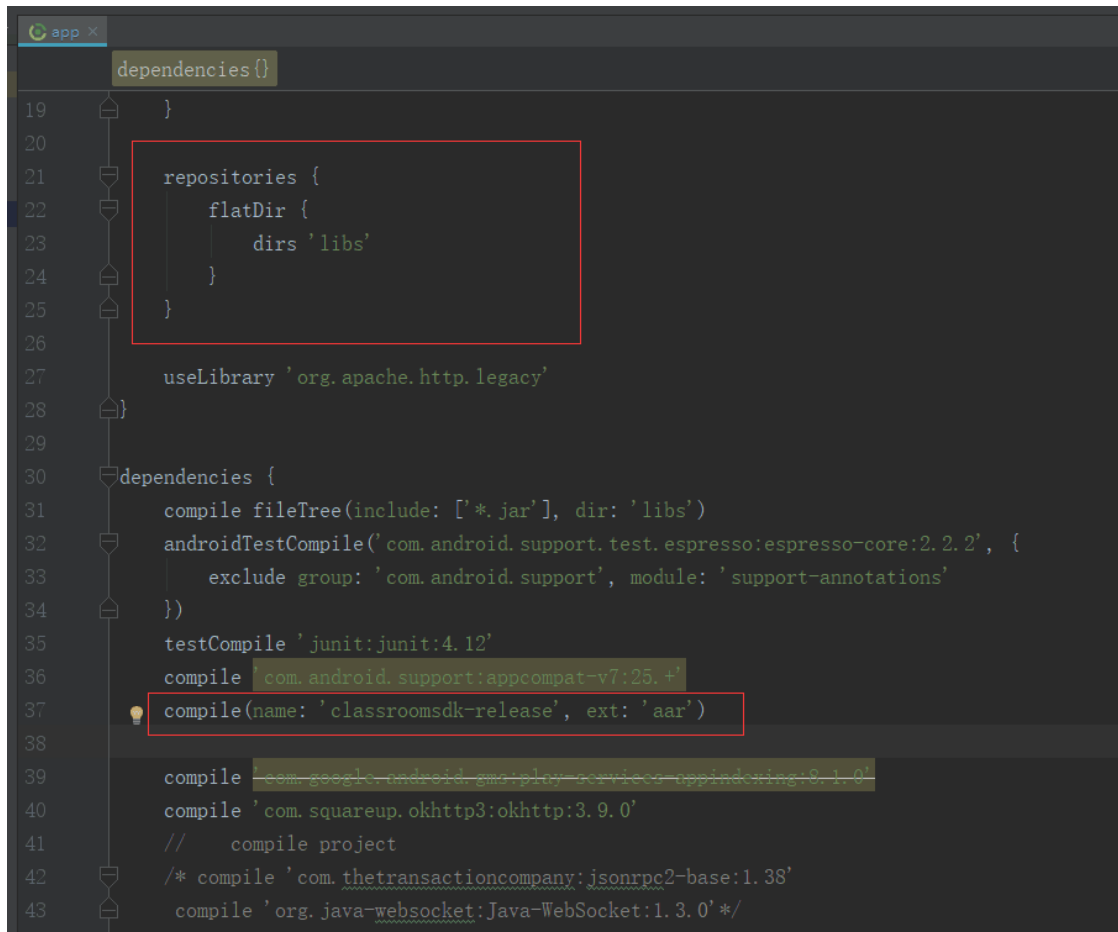 app ×
dependencies{}
19 }
20
21 repositories {
22 flatDir {
23 dirs 'libs'
24 }
25 }
26
27 useLibrary 'org.apache.http.legacy'
28 }
29
30 dependencies {
31 compile fileTree(include: ['*.jar'], dir: 'libs')
32 androidTestCompile('com.android.support.test.espresso:espresso-core:2.2.2', {
33 exclude group: 'com.android.support', module: 'support-annotations'
34 })
35 testCompile 'junit:junit:4.12'
36 compile 'com.android.support:appcompat-v7:25.+'
37 compile(name: 'classroomsdk-release', ext: 'aar')
38
39 compile 'com.google.android.gms:play-services-appindexing:8.1.0'
40 compile 'com.squareup.okhttp3:okhttp:3.9.0'
41 // compile project
42 /* compile 'com.thetransactioncompany:jsonrpc2-base:1.38'
43 compile 'org.java-websocket:Java-WebSocket:1.3.0'*/